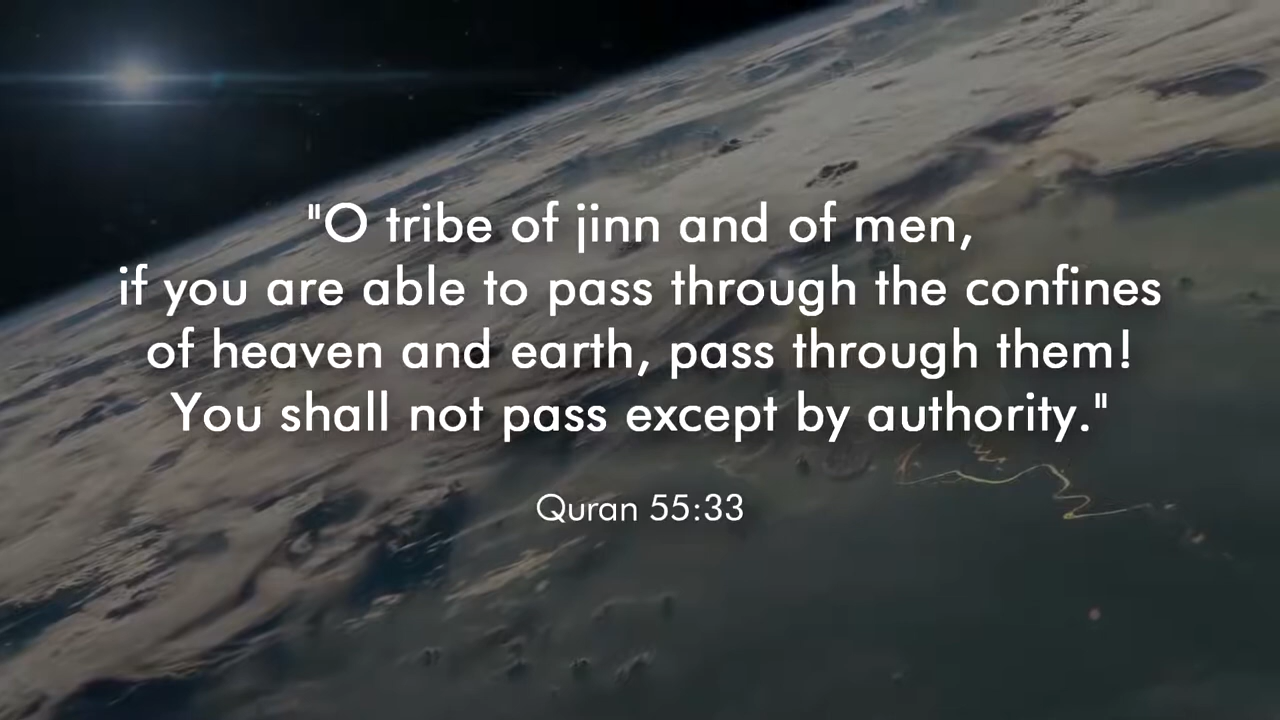 "O tribe of jinn and of men,
if you are able to pass through the confines
of heaven and earth, pass through them!
You shall not pass except by authority."
Quran 55:33